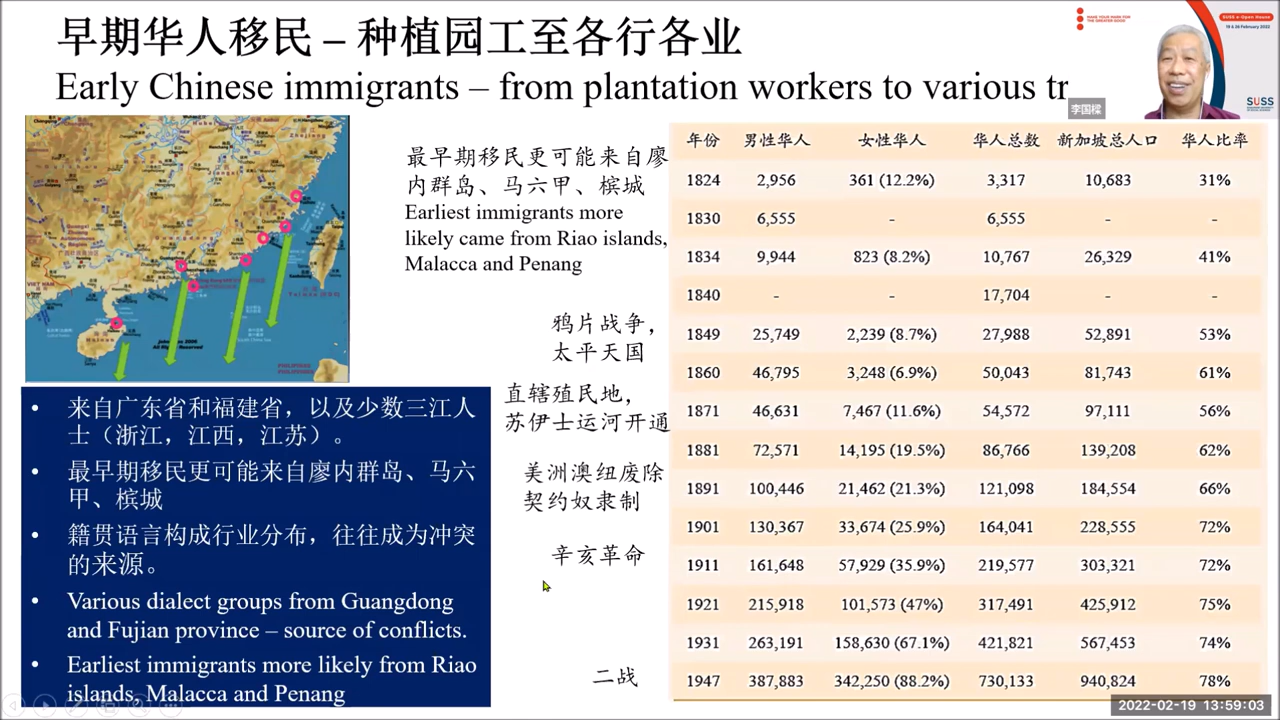 早期华人移民 – 种植园工至各行各业
Early Chinese immigrants – from plantation workers to various tr
MAKE YOUR MARK FOR
THE GREATER GOOD
SUSS e-Open House
19 & 26 February 2022
SUSS
李国樑
最早期移民更可能来自廖
内群岛、马六甲、槟城
Earliest immigrants more
likely came from Riao islands,
Malacca and Penang
鸦片战争，
太平天国
直辖殖民地，
苏伊士运河开通
美洲澳纽废除
契约奴隶制
辛亥革命
二战
来自广东省和福建省，以及少数三江人
士（浙江，江西，江苏）。
最早期移民更可能来自廖内群岛、马六
甲、槟城
籍贯语言构成行业分布，往往成为冲突
的来源。
Various dialect groups from Guangdong
and Fujian province – source of conflicts.
Earliest immigrants more likely from Riao
islands, Malacca and Penang
年份 男性华人 女性华人 华人总数 新加坡总人口 华人比率
1824 2,956 361 (12.2%) 3,317 10,683 31%
1830 6,555 - 6,555 - -
1834 9,944 823 (8.2%) 10,767 26,329 41%
1840 - - 17,704 - -
1849 25,749 2,239 (8.7%) 27,988 52,891 53%
1860 46,795 3,248 (6.9%) 50,043 81,743 61%
1871 46,631 7,467 (11.6%) 54,572 97,111 56%
1881 72,571 14,195 (19.5%) 86,766 139,208 62%
1891 100,446 21,462 (21.3%) 121,098 184,554 66%
1901 130,367 33,674 (25.9%) 164,041 228,555 72%
1911 161,648 57,929 (35.9%) 219,577 303,321 72%
1921 215,918 101,573 (47%) 317,491 425,912 75%
1931 263,191 158,630 (67.1%) 421,821 567,453 74%
1947 387,883 342,250 (88.2%) 730,133 940,824 78%
2022-02-19 13:59:03